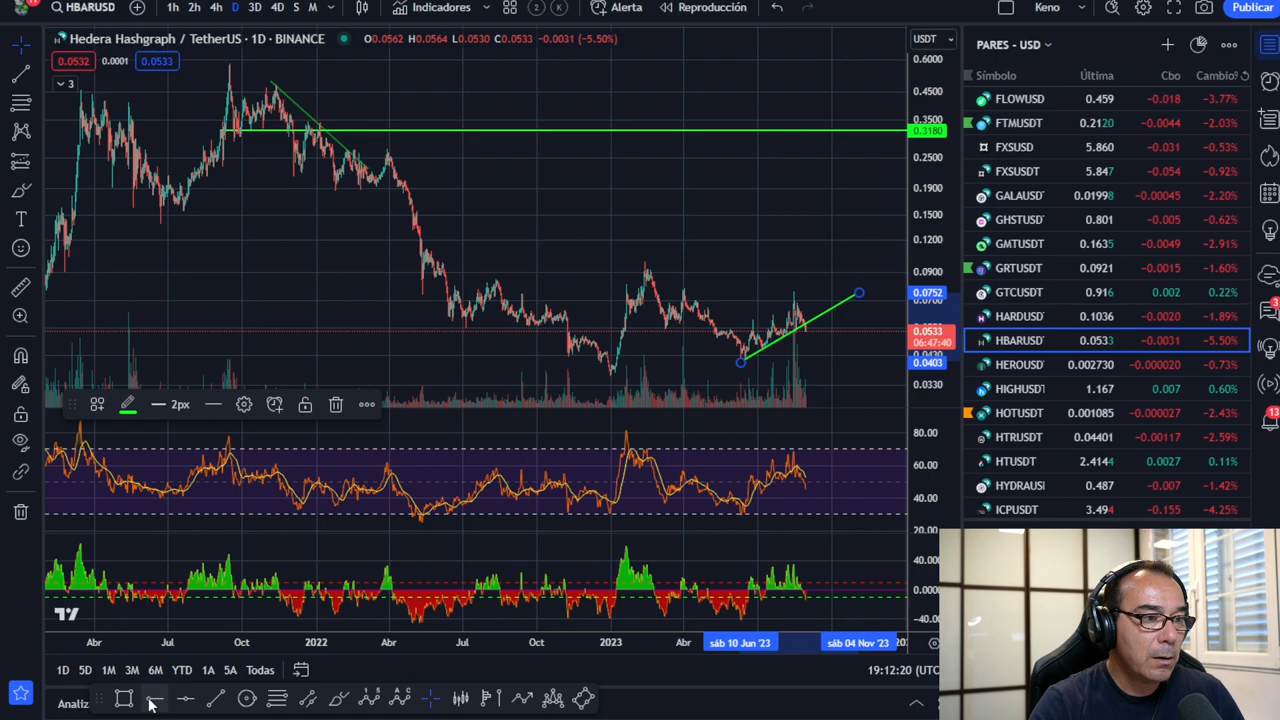 HBARUSD 1h 2h 4h D 3D 4D S M Indicadores 2 K Alerta Reproducción Keno Publicar
Hedera Hashgraph / TetherUS · 1D · BINANCE O0.0562 H0.0564 L0.0530 C0.0533 -0.0031 (-5.50%)
0.0532 0.0001 0.0533
3
USDT
0.6000
0.4500
0.3500
0.3180
0.2500
0.1900
0.1500
0.1200
0.0900
0.0752
0.0700
0.0533
06:47:40
0.0403
0.0330
2px
80.00
60.00
40.00
20.00
40.00
0.0000
-40.00
Abr Jul Oct 2022 Abr Jul Oct 2023 Abr sáb 10 Jun '23 sáb 04 Nov '23
1D 5D 1M 3M 6M YTD 1A 5A Todas 19:12:20 (UTC
Analiz
PARES - USD
Símbolo Última Cbo Cambio%
FLOWUSD 0.459 -0.018 -3.77%
FTMUSDT 0.2120 -0.0044 -2.03%
FXSUSD 5.860 -0.031 -0.53%
FXSUSDT 5.847 -0.054 -0.92%
GALAUSDT 0.01998 -0.00045 -2.20%
GHSTUSD 0.801 -0.005 -0.62%
GMTUSDT 0.1635 -0.0049 -2.91%
GRTUSDT 0.0921 -0.0015 -1.60%
GTCUSDT 0.916 0.002 0.22%
HARDUSD 0.1036 -0.0020 -1.89%
HBARUSD 0.0533 -0.0031 -5.50%
HEROUSD 0.002730 -0.000020 -0.73%
HIGHUSDT 1.167 0.007 0.60%
HOTUSDT 0.001085 -0.000027 -2.43%
HTRUSDT 0.04401 -0.00117 -2.59%
HTUSDT 2.4144 0.0027 0.11%
HYDRAUSI 0.487 -0.007 -1.42%
ICPUSDT 3.494 -0.155 -4.25%
3
13